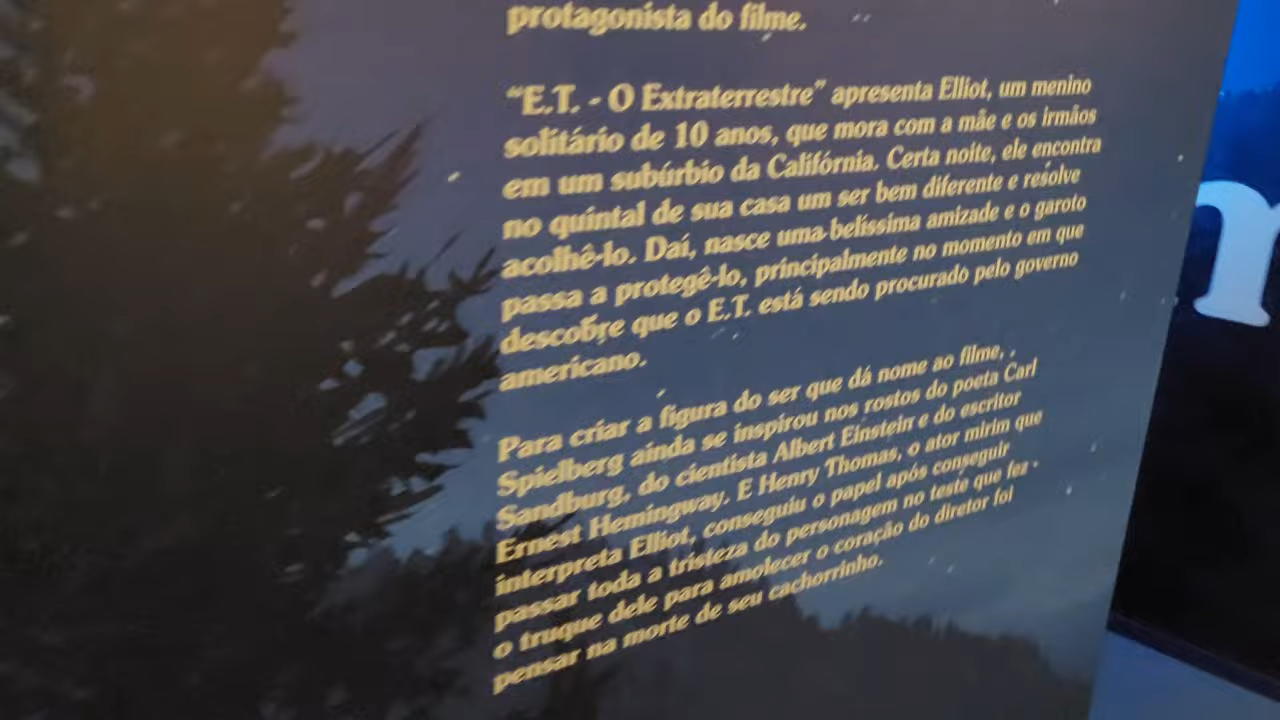 protagonista do filme.
“E.T. - O Extraterrestre” apresenta Elliot, um menino
solitário de 10 anos, que mora com a mãe e os irmãos
em um subúrbio da Califórnia. Certa noite, ele encontra
no quintal de sua casa um ser bem diferente e resolve
acolhê-lo. Daí, nasce uma belíssima amizade e o garoto
passa a protegê-lo, principalmente no momento em que
descobre que o E.T. está sendo procurado pelo governo
americano.
Para criar a figura do ser que dá nome ao filme,
Spielberg ainda se inspirou nos rostos do poeta Carl
Sandburg, do cientista Albert Einstein e do escritor
Ernest Hemingway. E Henry Thomas, o ator mirim que
interpreta Elliot, conseguiu o papel após conseguir
passar toda a tristeza do personagem no teste que fez -
o truque dele para amolecer o coração do diretor foi
pensar na morte de seu cachorrinho.